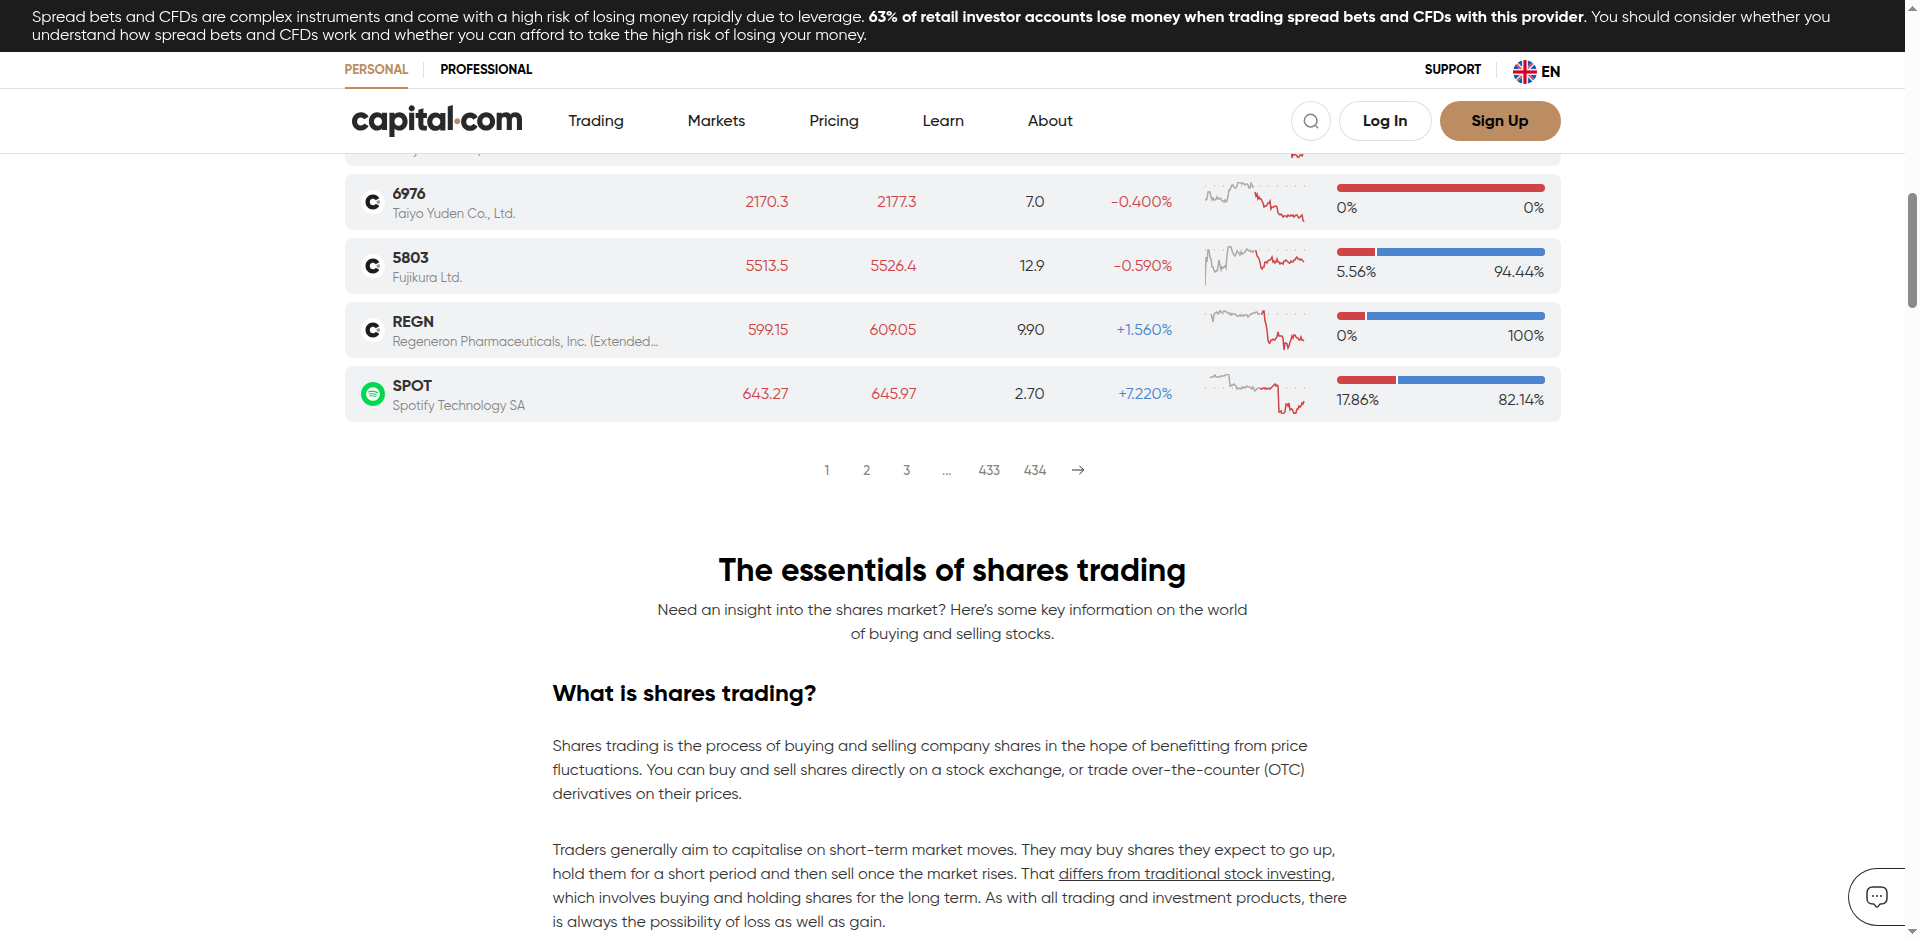 Spread bets and CFDs are complex instruments and come with a high risk of losing money rapidly due to leverage. 63% of retail investor accounts lose money when trading spread bets and CFDs with this provider. You should consider whether you
understand how spread bets and CFDs work and whether you can afford to take the high risk of losing your money.
PERSONAL PROFESSIONAL SUPPORT EN
capital.com Trading Markets Pricing Learn About Log In Sign Up
6976 2170.3 2177.3 7.0 -0.400% 0% 0%
Taiyo Yuden Co., Ltd.
5803 5513.5 5526.4 12.9 -0.590% 5.56% 94.44%
Fujikura Ltd.
REGN 599.15 609.05 9.90 +1.560% 0% 100%
Regeneron Pharmaceuticals, Inc. (Extended...
SPOT 643.27 645.97 2.70 +7.220% 17.86% 82.14%
Spotify Technology SA
1 2 3 ... 433 434
The essentials of shares trading
Need an insight into the shares market? Here's some key information on the world
of buying and selling stocks.
What is shares trading?
Shares trading is the process of buying and selling company shares in the hope of benefitting from price
fluctuations. You can buy and sell shares directly on a stock exchange, or trade over-the-counter (OTC)
derivatives on their prices.
Traders generally aim to capitalise on short-term market moves. They may buy shares they expect to go up,
hold them for a short period and then sell once the market rises. That differs from traditional stock investing,
which involves buying and holding shares for the long term. As with all trading and investment products, there
is always the possibility of loss as well as gain.